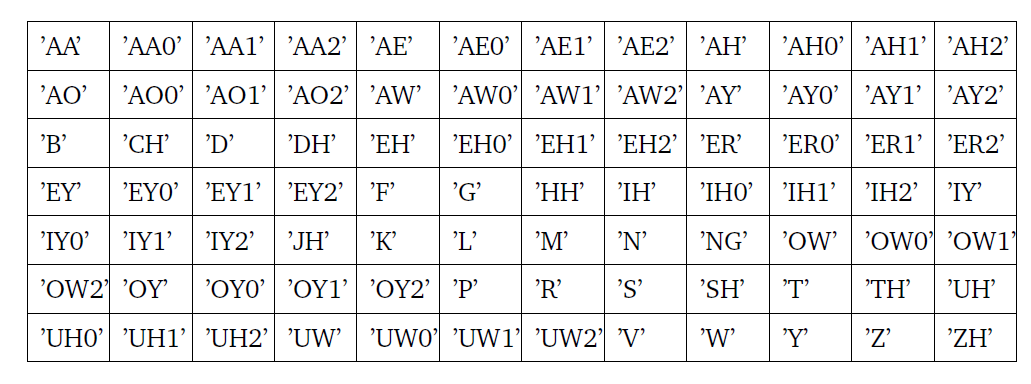 ’AA’ ’AA0’ ’AA1’ ’AA2’ ’AE’ ’AE0’ ’AE1’ ’AE2’ ’AH’ ’AH0’ ’AH1’ ’AH2’
’AO’ ’AO0’ ’AO1’ ’AO2’ ’AW’ ’AW0’ ’AW1’ ’AW2’ ’AY’ ’AY0’ ’AY1’ ’AY2’
’B’ ’CH’ ’D’ ’DH’ ’EH’ ’EH0’ ’EH1’ ’EH2’ ’ER’ ’ER0’ ’ER1’ ’ER2’
’EY’ ’EY0’ ’EY1’ ’EY2’ ’F’ ’G’ ’HH’ ’IH’ ’IH0’ ’IH1’ ’IH2’ ’IY’
’IY0’ ’IY1’ ’IY2’ ’JH’ ’K’ ’L’ ’M’ ’N’ ’NG’ ’OW’ ’OW0’ ’OW1’
’OW2’ ’OY’ ’OY0’ ’OY1’ ’OY2’ ’P’ ’R’ ’S’ ’SH’ ’T’ ’TH’ ’UH’
’UH0’ ’UH1’ ’UH2’ ’UW’ ’UW0’ ’UW1’ ’UW2’ ’V’ ’W’ ’Y’ ’Z’ ’ZH’